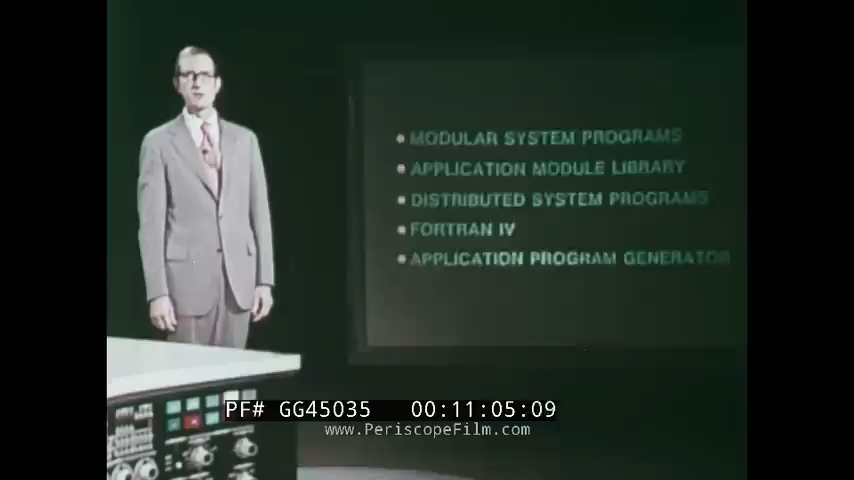 • MODULAR SYSTEM PROGRAMS
• APPLICATION MODULE LIBRARY
• DISTRIBUTED SYSTEM PROGRAMS
• FORTRAN IV
• APPLICATION PROGRAM GENERATOR
PF# GG45035 00:11:05:09
www.PeriscopeFilm.com